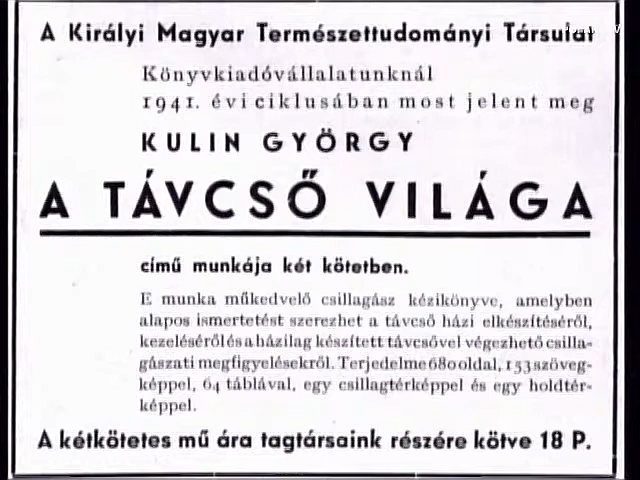 A Királyi Magyar Természettudományi Társulat
Könyvkiadóvállalatunknál
1941. évi ciklusában most jelent meg
KULIN GYÖRGY
A TÁVCSŐ VILÁGA
című munkája két kötetben.
E munka műkedvelő csillagász kézikönyve, amelyben
alapos ismertetést szerezhet a távcső házi elkészítéséről,
kezeléséről és a házilag készített távcsővel végezhető csilla-
gászati megfigyelésekről. Terjedelme 680 oldal, 153 szöveg-
képpel, 64 táblával, egy csillagtérképpel és egy holdtér-
képpel.
A kétkötetes mű ára tagtársaink részére kötve 18 P.